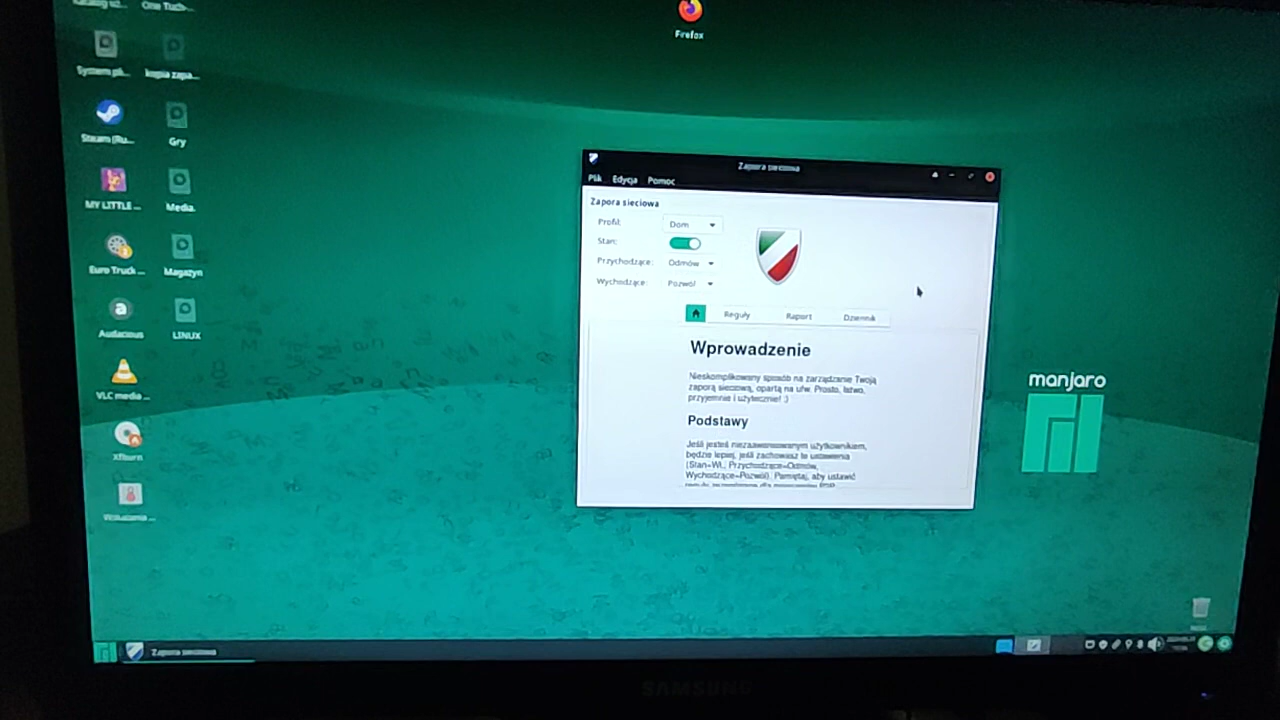 One Tuch-...
Firefox
System pli...
kopia zapa...
Steam (Ru...
Gry
MY LITTLE ...
Media.
Euro Truck ...
Magazyn
Audacious
LINUX
VLC media ...
Xfburn
Zapora sieciowa
Plik Edycja Pomoc
Zapora sieciowa
Profil: Dom
Stan:
Przychodzące: Odmów
Wychodzące: Pozwól
Reguły Raport Dziennik
Wprowadzenie
Nieskomplikowany sposób na zarządzanie Twoją
zaporą sieciową, opartą na ufw. Prosto, łatwo,
przyjemnie i użytecznie! :)
Podstawy
Jeśli jesteś niezaawansowanym użytkownikiem,
będzie lepiej, jeśli zachowasz te ustawienia
(Stan=Wł., Przychodzące=Odmów,
Wychodzące=Pozwól). Pamiętaj, aby ustawić
manjaro
Zapora sieciowa
SAMSUNG